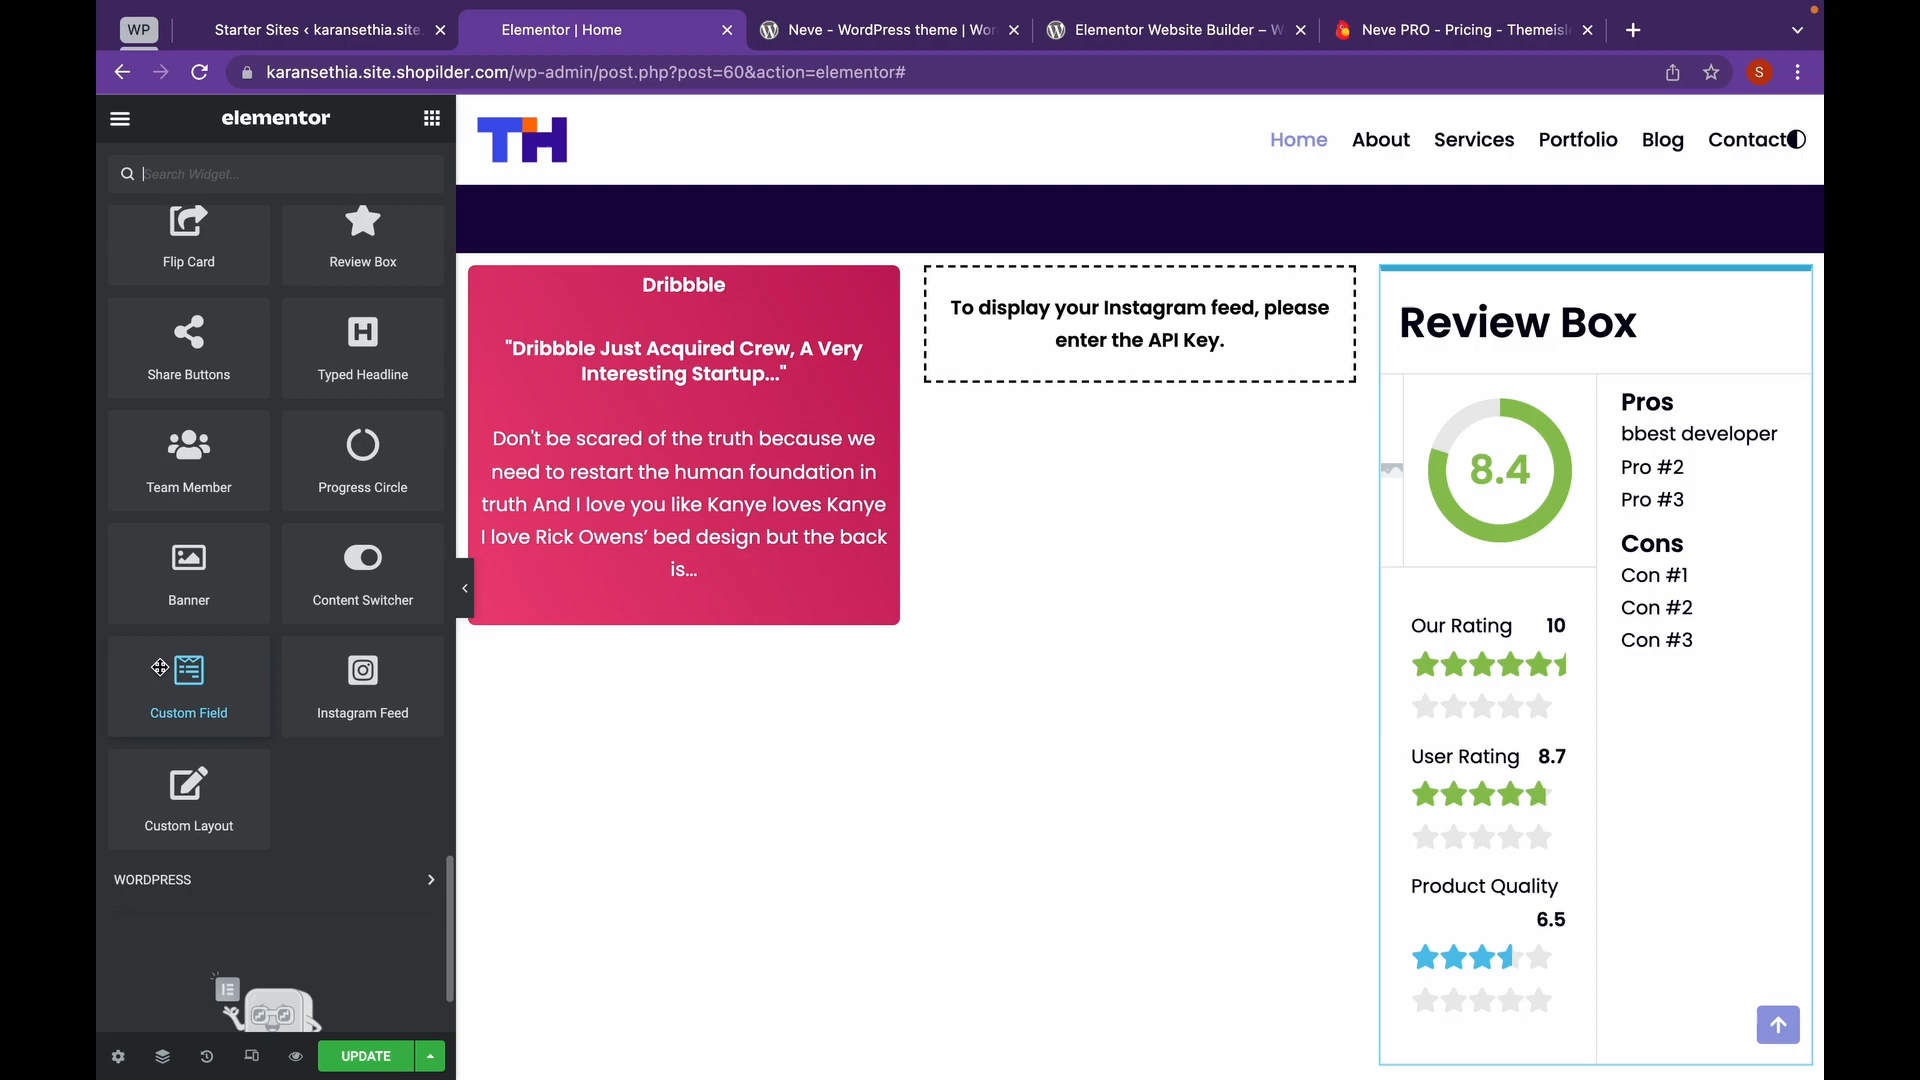 WP
Starter Sites ‹ karansethia.site.
Elementor | Home
Neve - WordPress theme | Wor
Elementor Website Builder – W
Neve PRO - Pricing - Themeisle
karansethia.site.shopilder.com/wp-admin/post.php?post=60&action=elementor#
S
elementor
Search Widget...
Flip Card
Review Box
Share Buttons
Typed Headline
Team Member
Progress Circle
Banner
Content Switcher
Custom Field
Instagram Feed
Custom Layout
WORDPRESS
UPDATE
TH
Home
About
Services
Portfolio
Blog
Contact
Dribbble
"Dribbble Just Acquired Crew, A Very
Interesting Startup..."
Don't be scared of the truth because we
need to restart the human foundation in
truth And I love you like Kanye loves Kanye
I love Rick Owens’ bed design but the back
is...
To display your Instagram feed, please
enter the API Key.
Review Box
8.4
Pros
bbest developer
Pro #2
Pro #3
Cons
Con #1
Con #2
Con #3
Our Rating 10
User Rating 8.7
Product Quality
6.5